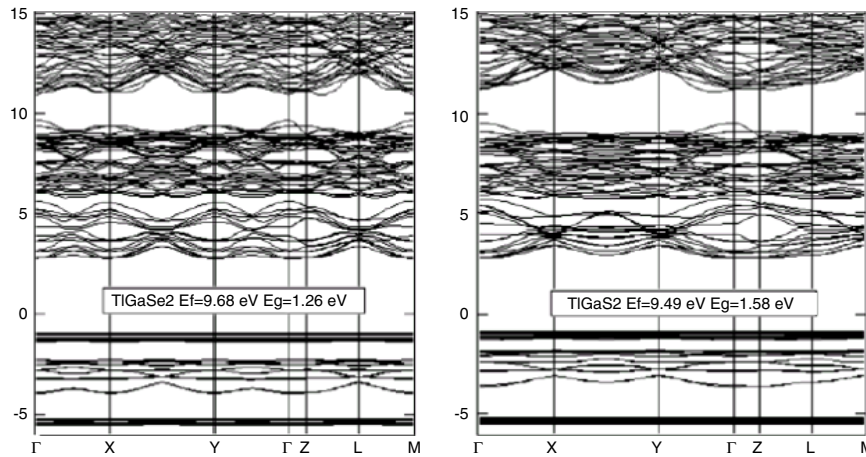 15
10
5
0
-5
TlGaSe2 Ef=9.68 eV Eg=1.26 eV
Γ X Y Γ Z L M
15
10
5
0
-5
TlGaS2 Ef=9.49 eV Eg=1.58 eV
Γ X Y Γ Z L M